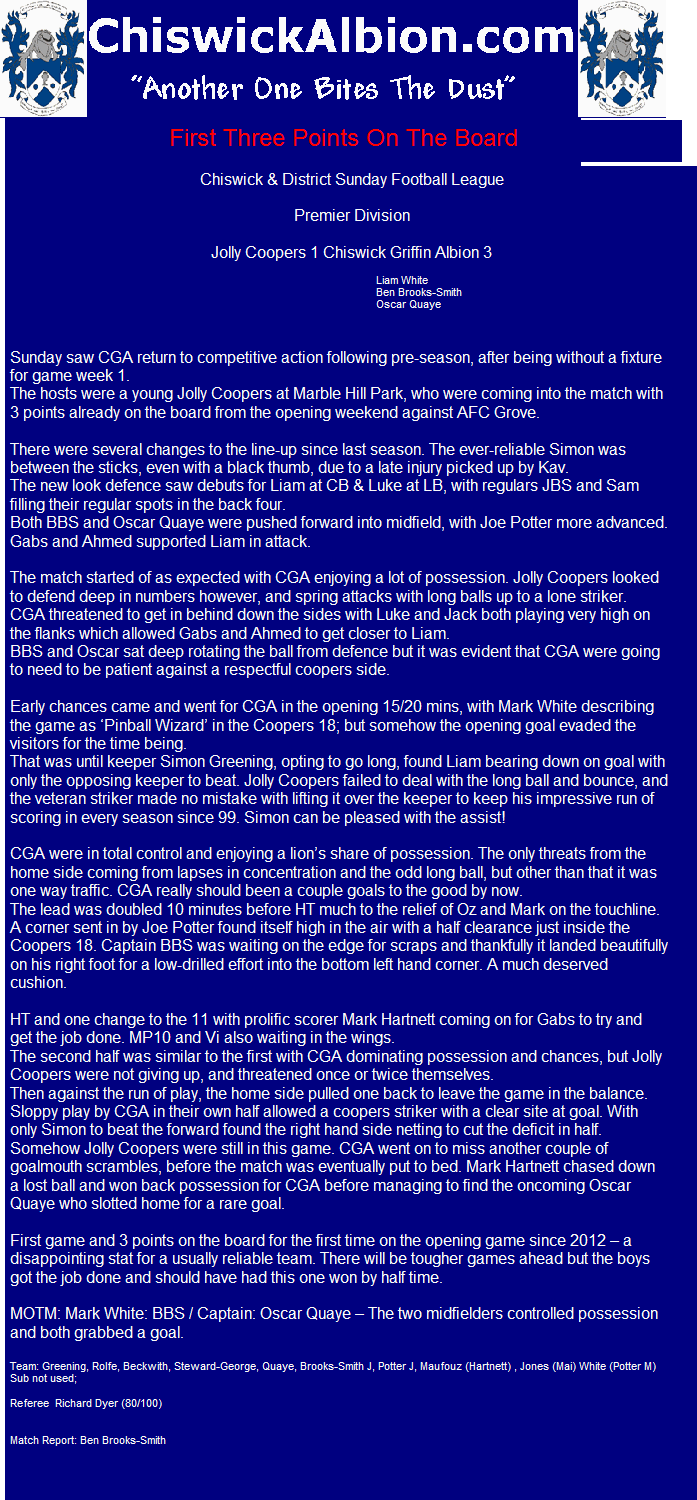 ChiswickAlbion.com
"Another One Bites The Dust"
First Three Points On The Board
Chiswick & District Sunday Football League
Premier Division
Jolly Coopers 1 Chiswick Griffin Albion 3
Liam White
Ben Brooks-Smith
Oscar Quaye
Sunday saw CGA return to competitive action following pre-season, after being without a fixture
for game week 1.
The hosts were a young Jolly Coopers at Marble Hill Park, who were coming into the match with
3 points already on the board from the opening weekend against AFC Grove.
There were several changes to the line-up since last season. The ever-reliable Simon was
between the sticks, even with a black thumb, due to a late injury picked up by Kav.
The new look defence saw debuts for Liam at CB & Luke at LB, with regulars JBS and Sam
filling their regular spots in the back four.
Both BBS and Oscar Quaye were pushed forward into midfield, with Joe Potter more advanced.
Gabs and Ahmed supported Liam in attack.
The match started of as expected with CGA enjoying a lot of possession. Jolly Coopers looked
to defend deep in numbers however, and spring attacks with long balls up to a lone striker.
CGA threatened to get in behind down the sides with Luke and Jack both playing very high on
the flanks which allowed Gabs and Ahmed to get closer to Liam.
BBS and Oscar sat deep rotating the ball from defence but it was evident that CGA were going
to need to be patient against a respectful coopers side.
Early chances came and went for CGA in the opening 15/20 mins, with Mark White describing
the game as ‘Pinball Wizard’ in the Coopers 18; but somehow the opening goal evaded the
visitors for the time being.
That was until keeper Simon Greening, opting to go long, found Liam bearing down on goal with
only the opposing keeper to beat. Jolly Coopers failed to deal with the long ball and bounce, and
the veteran striker made no mistake with lifting it over the keeper to keep his impressive run of
scoring in every season since 99. Simon can be pleased with the assist!
CGA were in total control and enjoying a lion’s share of possession. The only threats from the
home side coming from lapses in concentration and the odd long ball, but other than that it was
one way traffic. CGA really should been a couple goals to the good by now.
The lead was doubled 10 minutes before HT much to the relief of Oz and Mark on the touchline.
A corner sent in by Joe Potter found itself high in the air with a half clearance just inside the
Coopers 18. Captain BBS was waiting on the edge for scraps and thankfully it landed beautifully
on his right foot for a low-drilled effort into the bottom left hand corner. A much deserved
cushion.
HT and one change to the 11 with prolific scorer Mark Hartnett coming on for Gabs to try and
get the job done. MP10 and Vi also waiting in the wings.
The second half was similar to the first with CGA dominating possession and chances, but Jolly
Coopers were not giving up, and threatened once or twice themselves.
Then against the run of play, the home side pulled one back to leave the game in the balance.
Sloppy play by CGA in their own half allowed a coopers striker with a clear site at goal. With
only Simon to beat the forward found the right hand side netting to cut the deficit in half.
Somehow Jolly Coopers were still in this game. CGA went on to miss another couple of
goalmouth scrambles, before the match was eventually put to bed. Mark Hartnett chased down
a lost ball and won back possession for CGA before managing to find the oncoming Oscar
Quaye who slotted home for a rare goal.
First game and 3 points on the board for the first time on the opening game since 2012 – a
disappointing stat for a usually reliable team. There will be tougher games ahead but the boys
got the job done and should have had this one won by half time.
MOTM: Mark White: BBS / Captain: Oscar Quaye – The two midfielders controlled possession
and both grabbed a goal.
Team: Greening, Rolfe, Beckwith, Steward-George, Quaye, Brooks-Smith J, Potter J, Maufouz (Hartnett) , Jones (Mai) White (Potter M)
Sub not used;
Referee Richard Dyer (80/100)
Match Report: Ben Brooks-Smith